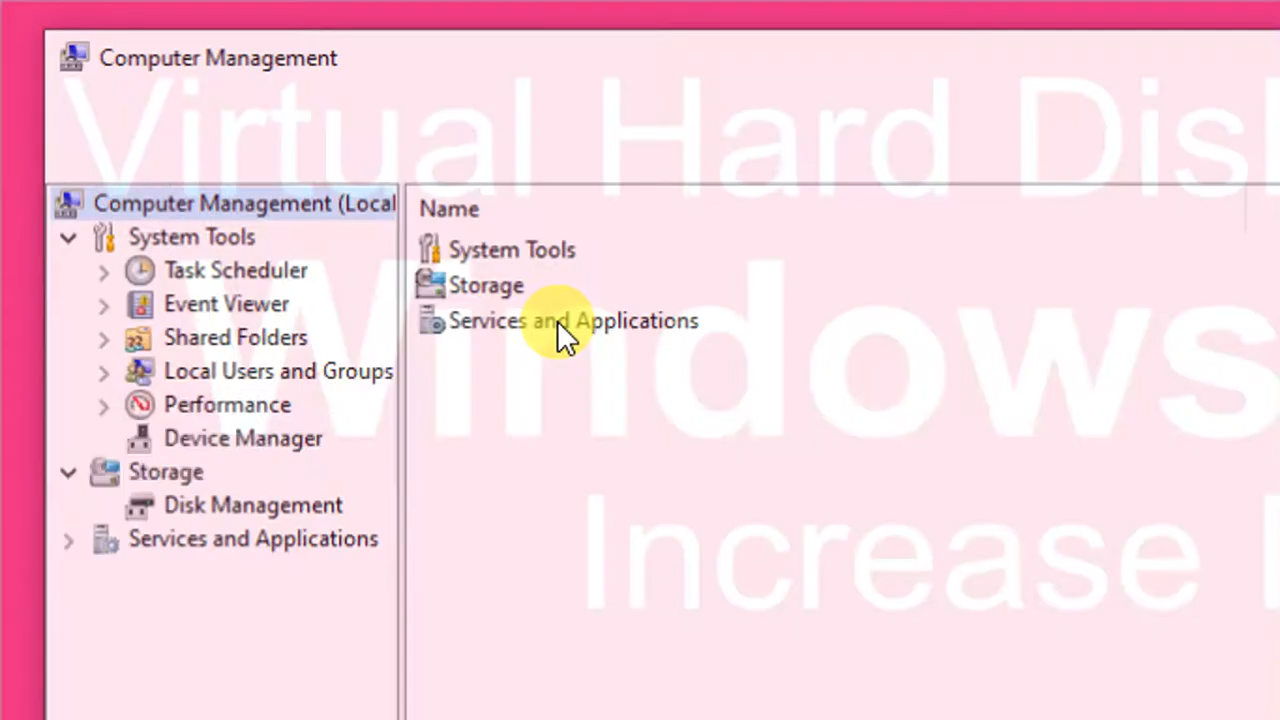 Computer Management
Virtual Hard Dis
Computer Management (Local
System Tools
Task Scheduler
Event Viewer
Shared Folders
Local Users and Groups
Performance
Device Manager
Storage
Disk Management
Services and Applications
Name
System Tools
Storage
Services and Applications
Windows
Increase